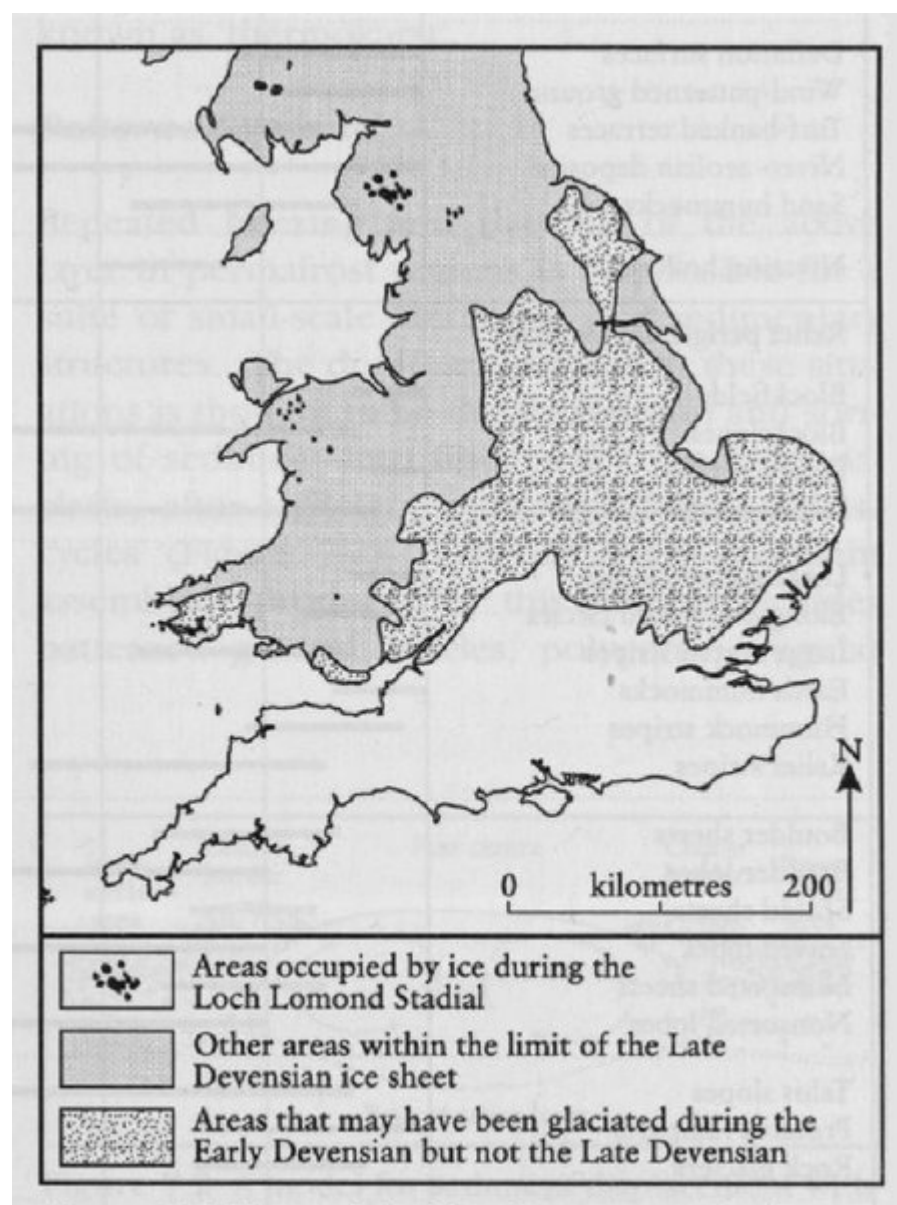 N
0 kilometres 200
Areas occupied by ice during the
Loch Lomond Stadial
Other areas within the limit of the Late
Devensian ice sheet
Areas that may have been glaciated during the
Early Devensian but not the Late Devensian